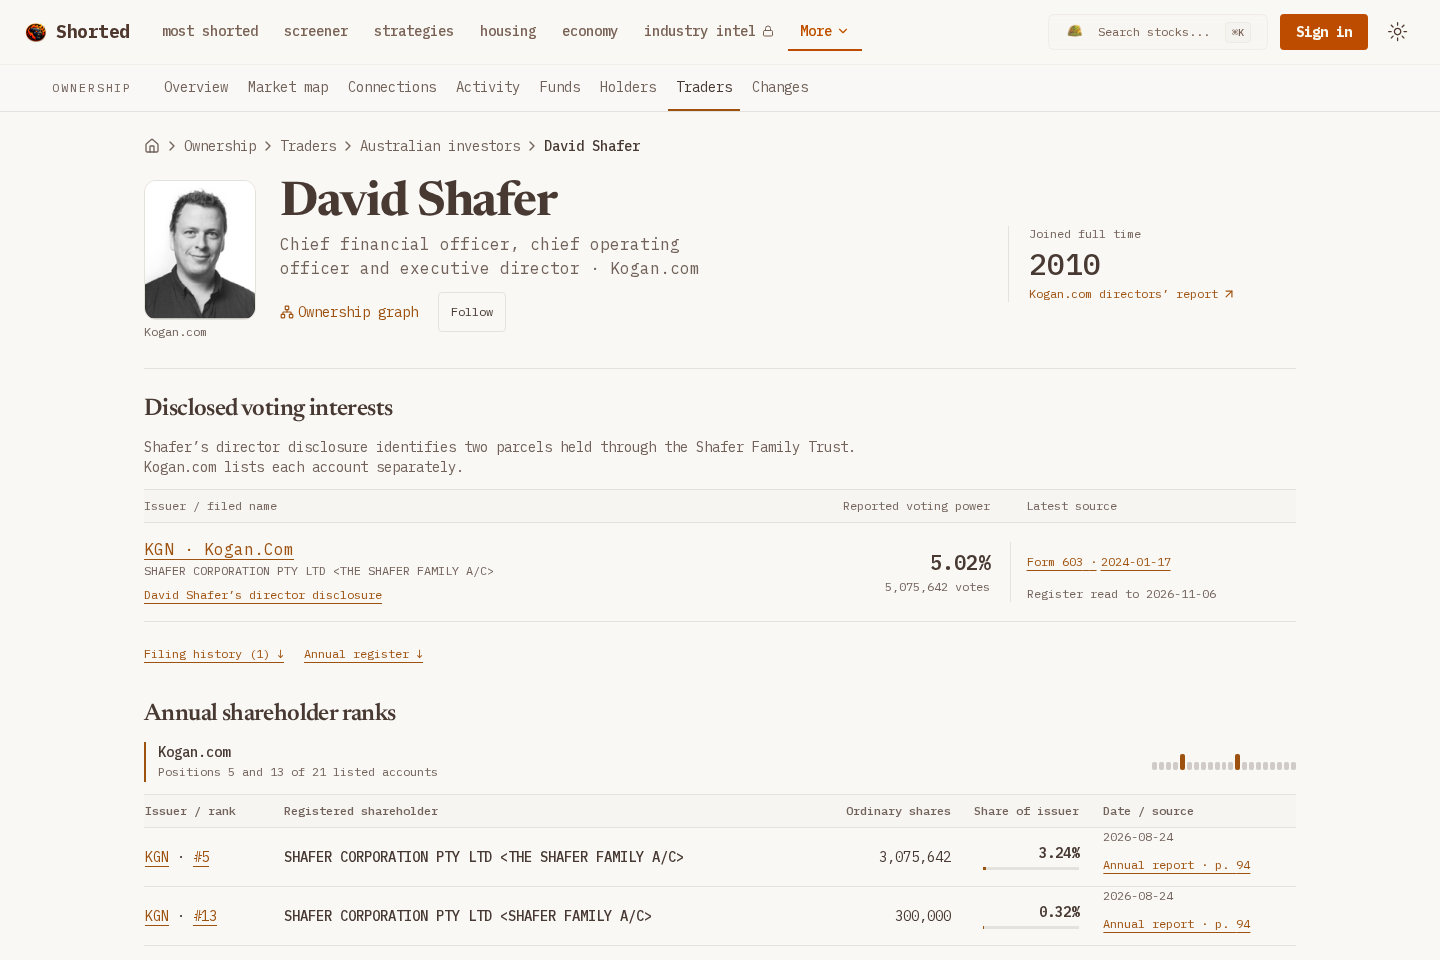 Shorted
most shorted
screener
strategies
housing
economy
industry intel
More
Search stocks...
⌘K
Sign in
OWNERSHIP
Overview
Market map
Connections
Activity
Funds
Holders
Traders
Changes
Ownership
Traders
Australian investors
David Shafer
David Shafer
Chief financial officer, chief operating
officer and executive director · Kogan.com
Ownership graph
Follow
Kogan.com
Joined full time
2010
Kogan.com directors’ report
Disclosed voting interests
Shafer’s director disclosure identifies two parcels held through the Shafer Family Trust.
Kogan.com lists each account separately.
Issuer / filed name
Reported voting power
Latest source
KGN · Kogan.Com
SHAFER CORPORATION PTY LTD <THE SHAFER FAMILY A/C>
David Shafer’s director disclosure
5.02%
5,075,642 votes
Form 603 · 2024-01-17
Register read to 2026-11-06
Filing history (1) ↓
Annual register ↓
Annual shareholder ranks
Kogan.com
Positions 5 and 13 of 21 listed accounts
Issuer / rank
Registered shareholder
Ordinary shares
Share of issuer
Date / source
KGN · #5
SHAFER CORPORATION PTY LTD <THE SHAFER FAMILY A/C>
3,075,642
3.24%
2026-08-24
Annual report · p. 94
KGN · #13
SHAFER CORPORATION PTY LTD <SHAFER FAMILY A/C>
300,000
0.32%
2026-08-24
Annual report · p. 94